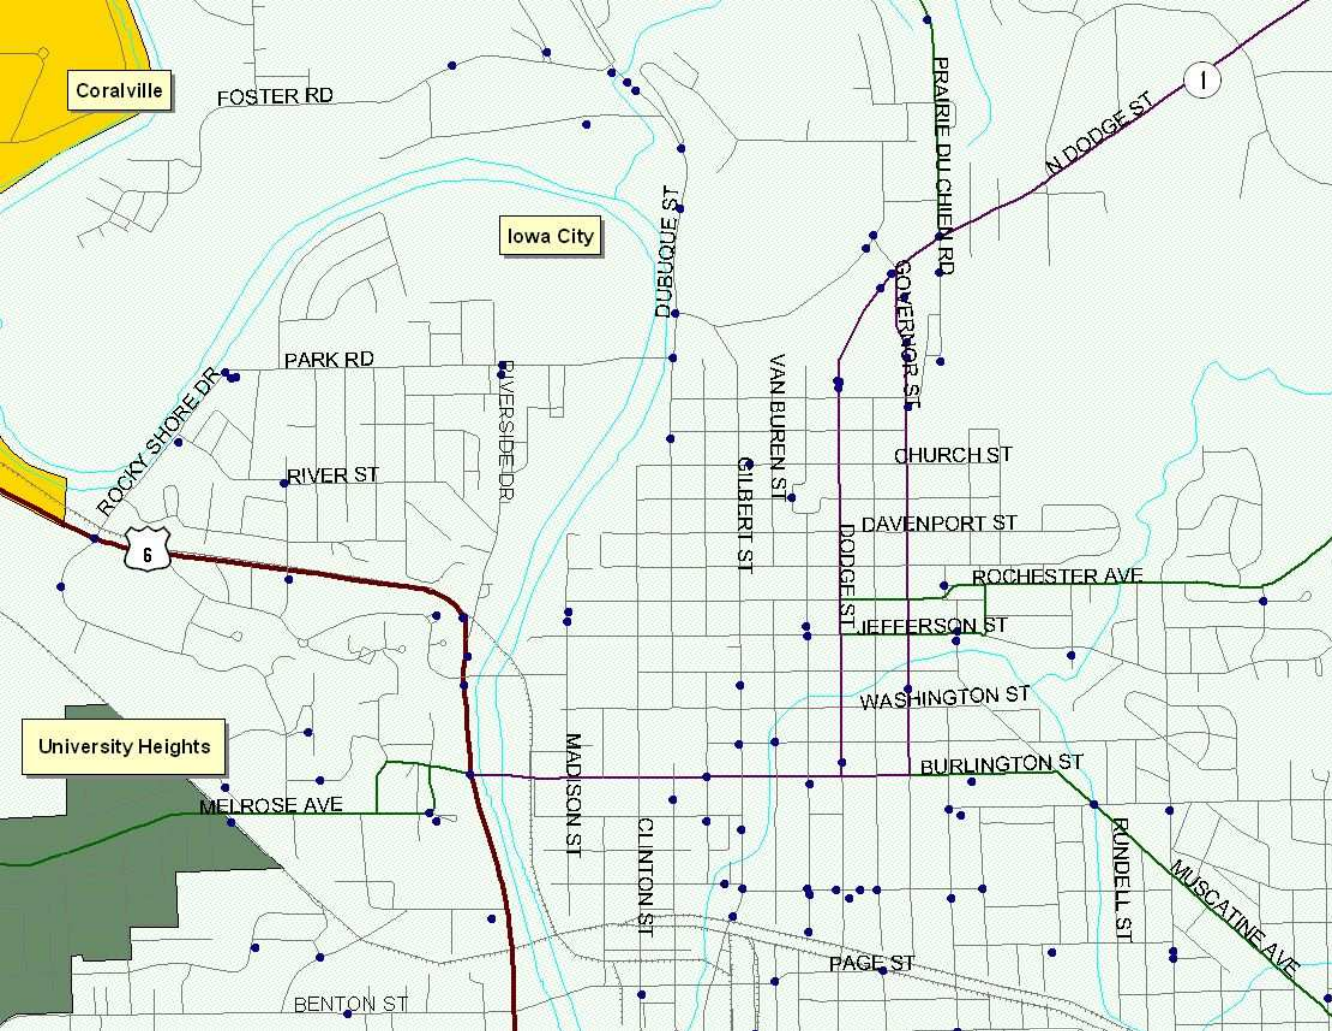 Coralville
FOSTER RD
1
PRAIRIE DU CHIEN RD
N DODGE ST
Iowa City
DUBUQUE ST
GOVERNOR ST
PARK RD
RIVERSIDE DR
VAN BUREN ST
ROCKY SHORE DR
RIVER ST
GILBERT ST
CHURCH ST
DAVENPORT ST
6
DODGE ST
ROCHESTER AVE
JEFFERSON ST
WASHINGTON ST
University Heights
MADISON ST
BURLINGTON ST
MELROSE AVE
CLINTON ST
RUNDELL ST
MUSCATINE AVE
PAGE ST
BENTON ST